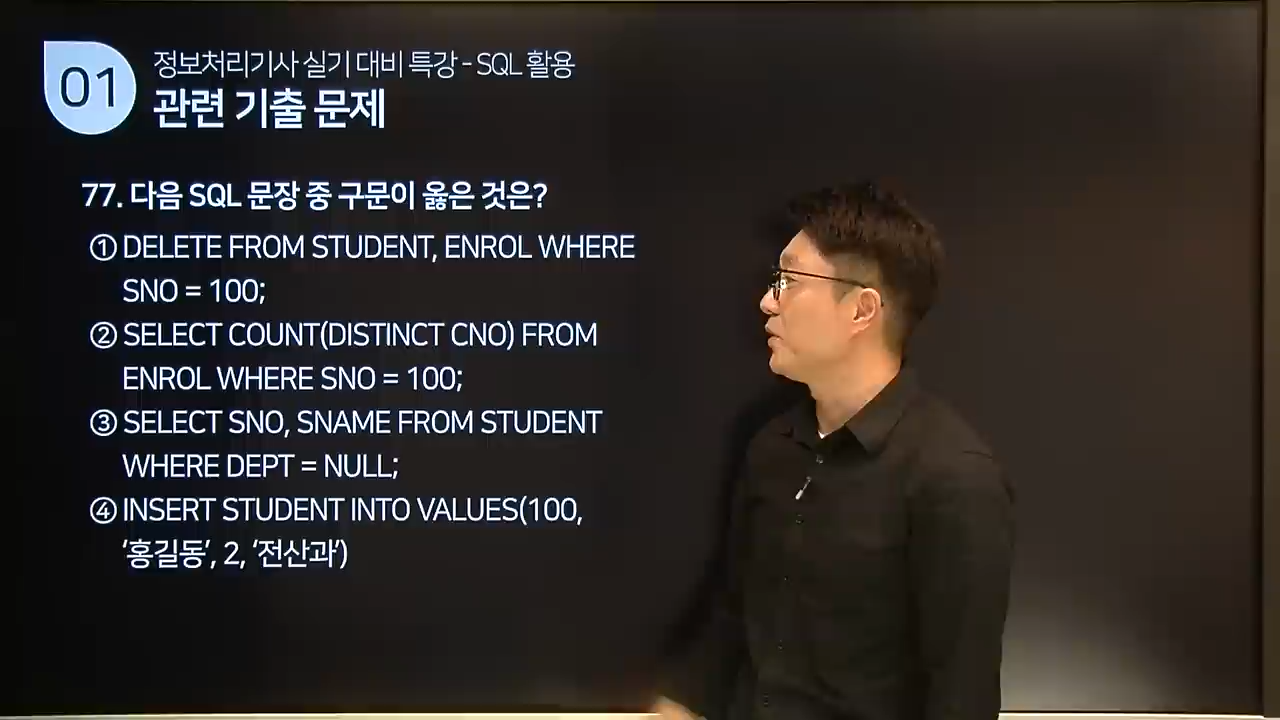 01
정보처리기사 실기 대비 특강 - SQL 활용
관련 기출 문제
77. 다음 SQL 문장 중 구문이 옳은 것은?
① DELETE FROM STUDENT, ENROL WHERE
SNO = 100;
② SELECT COUNT(DISTINCT CNO) FROM
ENROL WHERE SNO = 100;
③ SELECT SNO, SNAME FROM STUDENT
WHERE DEPT = NULL;
④ INSERT STUDENT INTO VALUES(100,
‘홍길동’, 2, ‘전산과’)